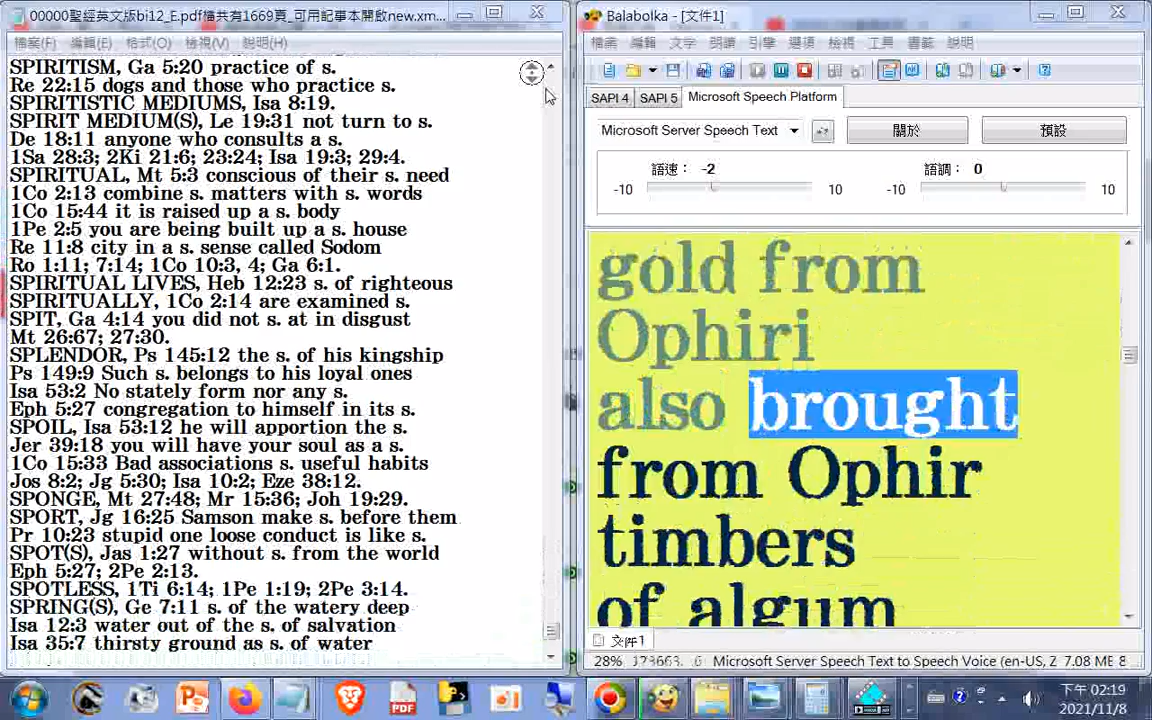 00000聖經英文版bi12_E.pdf檔共有1669頁_可用記事本開啟new.xm...
檔案(F) 編輯(E) 格式(O) 檢視(V) 說明(H)
SPIRITISM, Ga 5:20 practice of s.
Re 22:15 dogs and those who practice s.
SPIRITISTIC MEDIUMS, Isa 8:19.
SPIRIT MEDIUM(S), Le 19:31 not turn to s.
De 18:11 anyone who consults a s.
1Sa 28:3; 2Ki 21:6; 23:24; Isa 19:3; 29:4.
SPIRITUAL, Mt 5:3 conscious of their s. need
1Co 2:13 combine s. matters with s. words
1Co 15:44 it is raised up a s. body
1Pe 2:5 you are being built up a s. house
Re 11:8 city in a s. sense called Sodom
Ro 1:11; 7:14; 1Co 10:3, 4; Ga 6:1.
SPIRITUAL LIVES, Heb 12:23 s. of righteous
SPIRITUALLY, 1Co 2:14 are examined s.
SPIT, Ga 4:14 you did not s. at in disgust
Mt 26:67; 27:30.
SPLENDOR, Ps 145:12 the s. of his kingship
Ps 149:9 Such s. belongs to his loyal ones
Isa 53:2 No stately form nor any s.
Eph 5:27 congregation to himself in its s.
SPOIL, Isa 53:12 he will apportion the s.
Jer 39:18 you will have your soul as a s.
1Co 15:33 Bad associations s. useful habits
Jos 8:2; Jg 5:30; Isa 10:2; Eze 38:12.
SPONGE, Mt 27:48; Mr 15:36; Joh 19:29.
SPORT, Jg 16:25 Samson make s. before them
Pr 10:23 stupid one loose conduct is like s.
SPOT(S), Jas 1:27 without s. from the world
Eph 5:27; 2Pe 2:13.
SPOTLESS, 1Ti 6:14; 1Pe 1:19; 2Pe 3:14.
SPRING(S), Ge 7:11 s. of the watery deep
Isa 12:3 water out of the s. of salvation
Isa 35:7 thirsty ground as s. of water
Balabolka - [文件1]
檔案 編輯 文字 朗讀 引擎 選項 檢視 工具 書籤 說明
SAPI 4 SAPI 5 Microsoft Speech Platform
Microsoft Server Speech Text 關於 預設
語速： -2 語調： 0
-10 10 -10 10
gold from
Ophiri
also brought
from Ophir
timbers
of algum
文件1
28% Microsoft Server Speech Text to Speech Voice (en-US, Z 7.08 MB
PDF
下午 02:19
2021/11/8